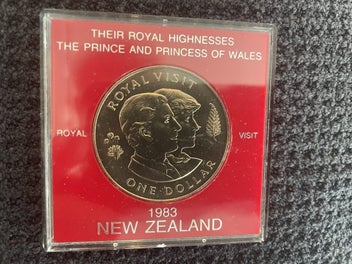 THEIR ROYAL HIGHNESSES
THE PRINCE AND PRINCESS OF WALES
ROYAL VISIT
ROYAL
VISIT
ONE DOLLAR
1983
NEW ZEALAND